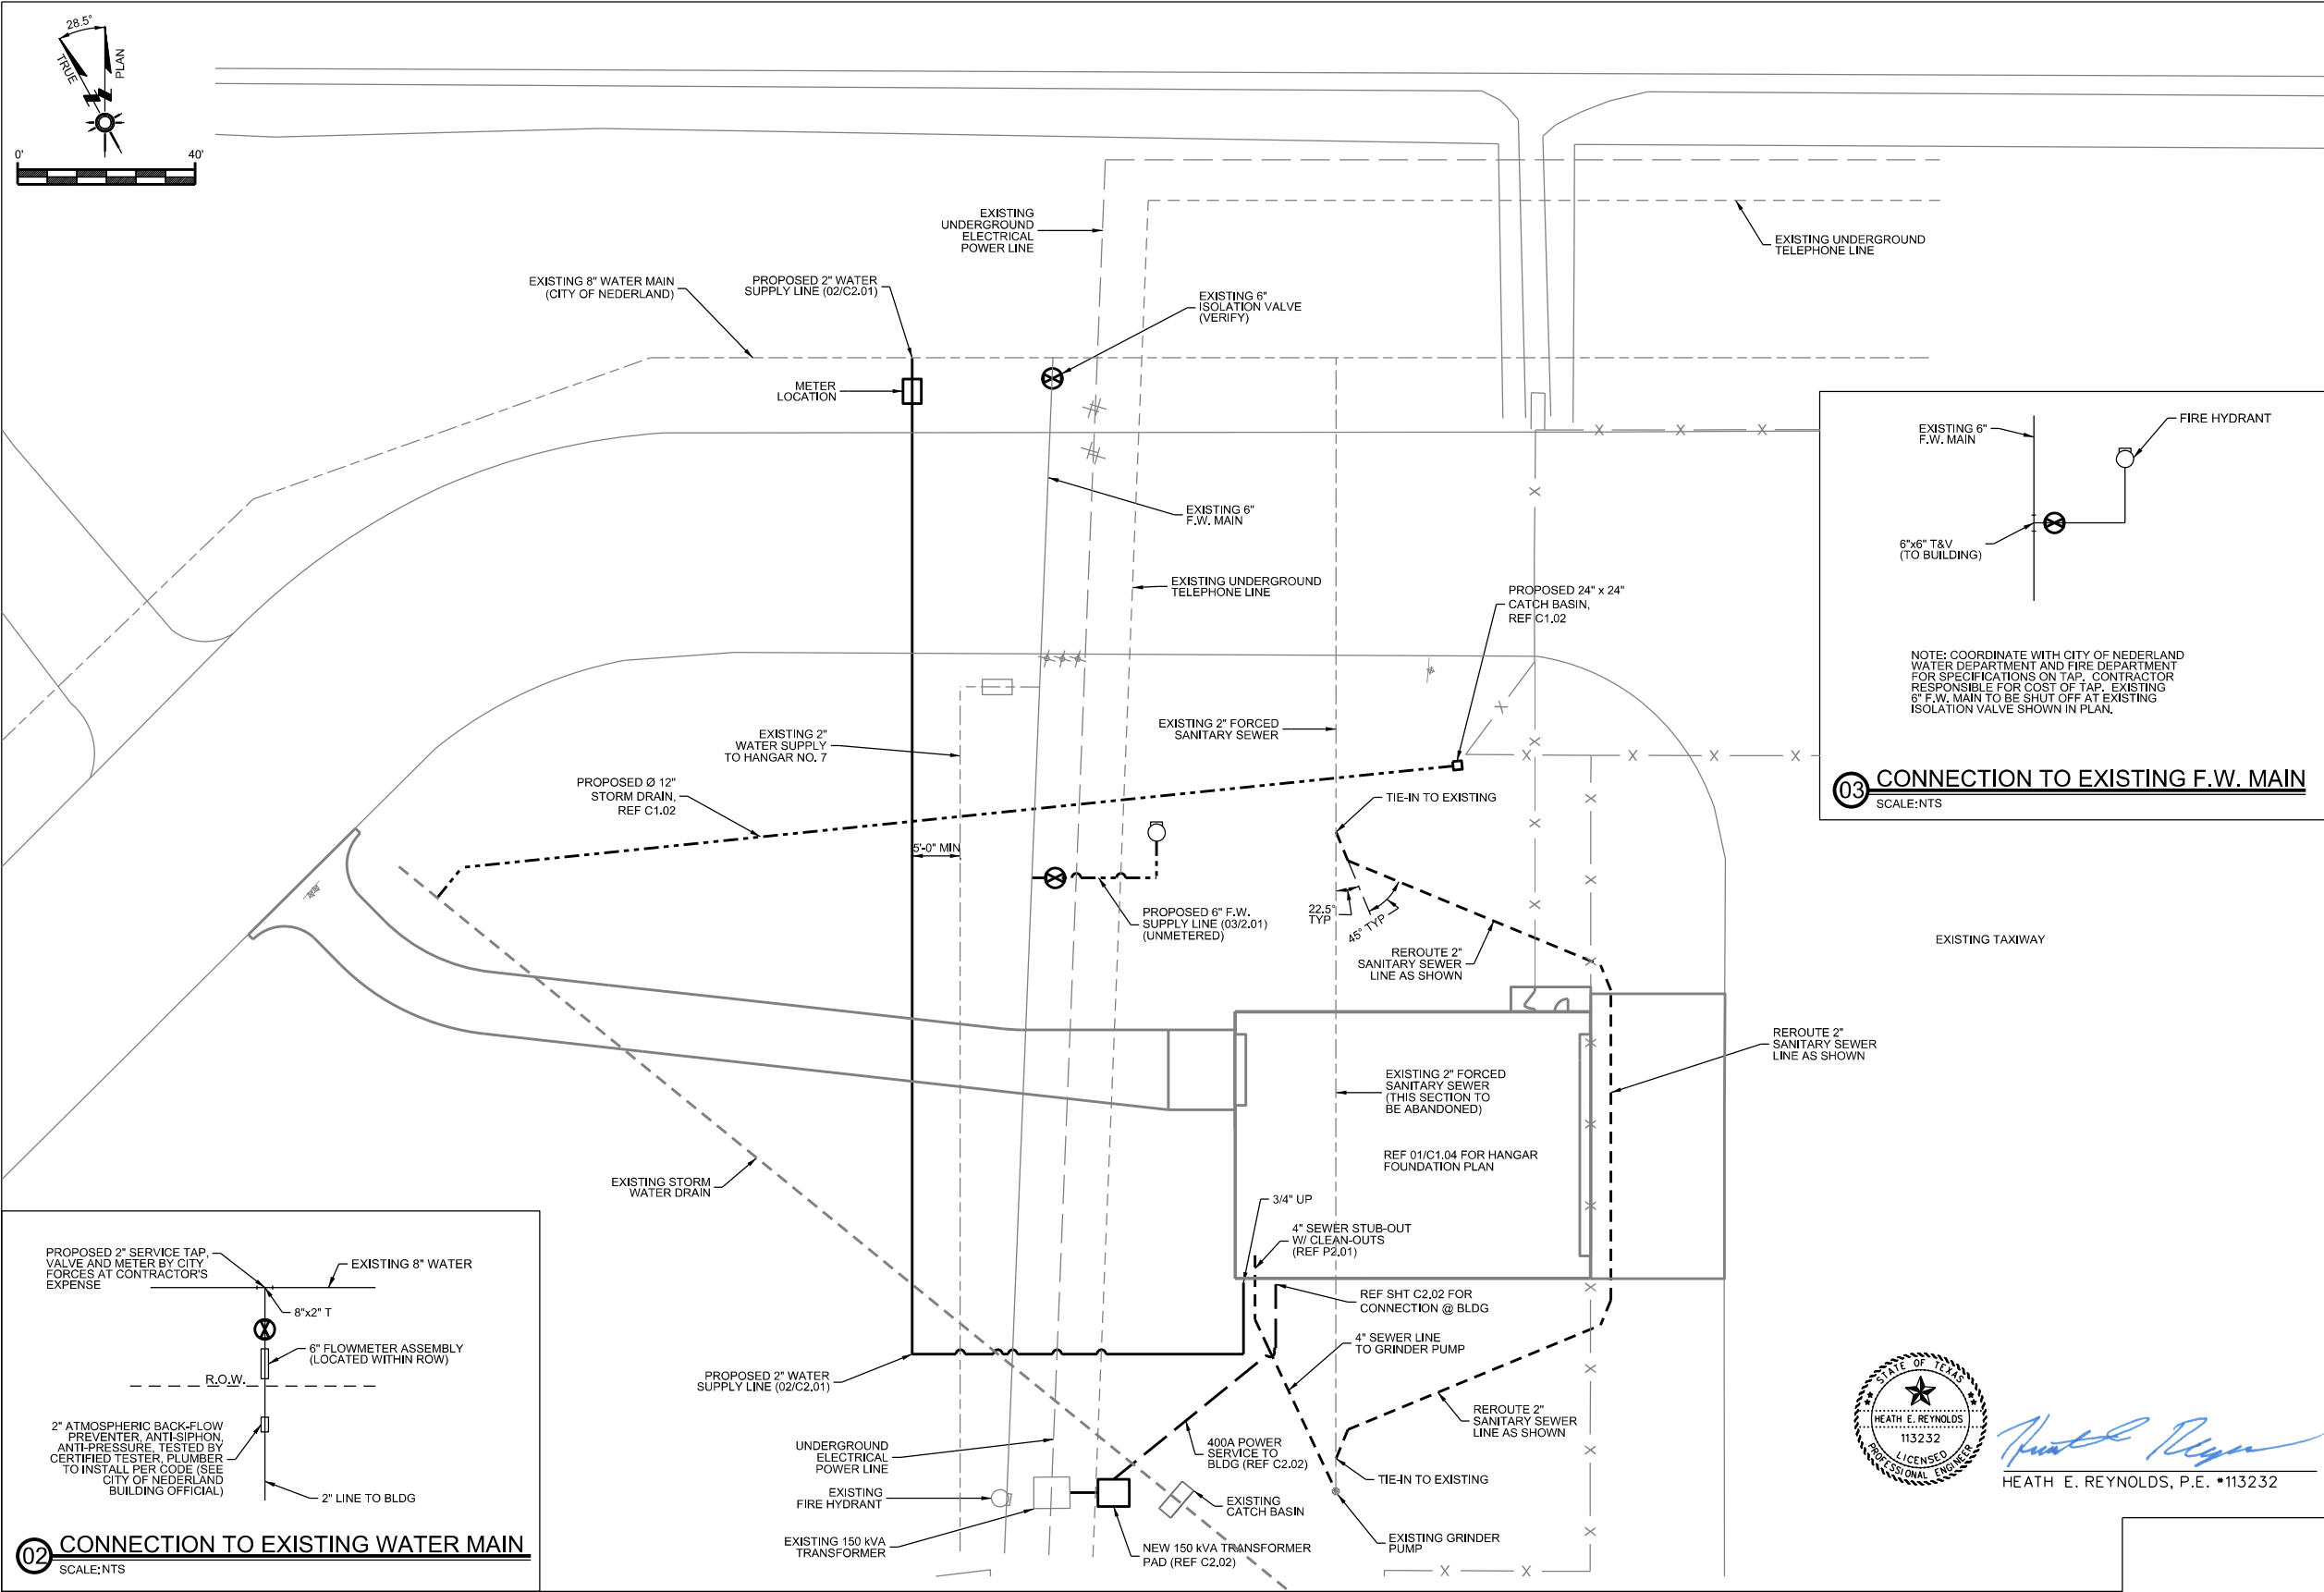 28.5°
TRUE
PLAN
0'
40'
EXISTING
UNDERGROUND
ELECTRICAL
POWER LINE
EXISTING UNDERGROUND
TELEPHONE LINE
EXISTING 8" WATER MAIN
(CITY OF NEDERLAND)
PROPOSED 2" WATER
SUPPLY LINE (02/C2.01)
EXISTING 6"
ISOLATION VALVE
(VERIFY)
METER
LOCATION
EXISTING 6"
F.W. MAIN
EXISTING UNDERGROUND
TELEPHONE LINE
PROPOSED 24" x 24"
CATCH BASIN,
REF C1.02
EXISTING 2"
WATER SUPPLY
TO HANGAR NO. 7
EXISTING 2" FORCED
SANITARY SEWER
PROPOSED Ø 12"
STORM DRAIN,
REF C1.02
TIE-IN TO EXISTING
5'-0" MIN
PROPOSED 6" F.W.
SUPPLY LINE (03/2.01)
(UNMETERED)
22.5°
TYP
45° TYP
REROUTE 2"
SANITARY SEWER
LINE AS SHOWN
EXISTING TAXIWAY
REROUTE 2"
SANITARY SEWER
LINE AS SHOWN
EXISTING 2" FORCED
SANITARY SEWER
(THIS SECTION TO
BE ABANDONED)
REF 01/C1.04 FOR HANGAR
FOUNDATION PLAN
EXISTING STORM
WATER DRAIN
3/4" UP
4" SEWER STUB-OUT
W/ CLEAN-OUTS
(REF P2.01)
REF SHT C2.02 FOR
CONNECTION @ BLDG
4" SEWER LINE
TO GRINDER PUMP
PROPOSED 2" WATER
SUPPLY LINE (02/C2.01)
REROUTE 2"
SANITARY SEWER
LINE AS SHOWN
UNDERGROUND
ELECTRICAL
POWER LINE
400A POWER
SERVICE TO
BLDG (REF C2.02)
TIE-IN TO EXISTING
EXISTING
FIRE HYDRANT
EXISTING
CATCH BASIN
EXISTING 150 kVA
TRANSFORMER
NEW 150 kVA TRANSFORMER
PAD (REF C2.02)
EXISTING GRINDER
PUMP
EXISTING 6"
F.W. MAIN
FIRE HYDRANT
6"x6" T&V
(TO BUILDING)
NOTE: COORDINATE WITH CITY OF NEDERLAND
WATER DEPARTMENT AND FIRE DEPARTMENT
FOR SPECIFICATIONS ON TAP. CONTRACTOR
RESPONSIBLE FOR COST OF TAP. EXISTING
6" F.W. MAIN TO BE SHUT OFF AT EXISTING
ISOLATION VALVE SHOWN IN PLAN.
03 CONNECTION TO EXISTING F.W. MAIN
SCALE:NTS
PROPOSED 2" SERVICE TAP,
VALVE AND METER BY CITY
FORCES AT CONTRACTOR'S
EXPENSE
EXISTING 8" WATER
8"x2" T
6" FLOWMETER ASSEMBLY
(LOCATED WITHIN ROW)
R.O.W.
2" ATMOSPHERIC BACK-FLOW
PREVENTER, ANTI-SIPHON,
ANTI-PRESSURE, TESTED BY
CERTIFIED TESTER, PLUMBER
TO INSTALL PER CODE (SEE
CITY OF NEDERLAND
BUILDING OFFICIAL)
2" LINE TO BLDG
02 CONNECTION TO EXISTING WATER MAIN
SCALE:NTS
STATE OF TEXAS
HEATH E. REYNOLDS
113232
LICENSED
PROFESSIONAL ENGINEER
HEATH E. REYNOLDS, P.E. *113232